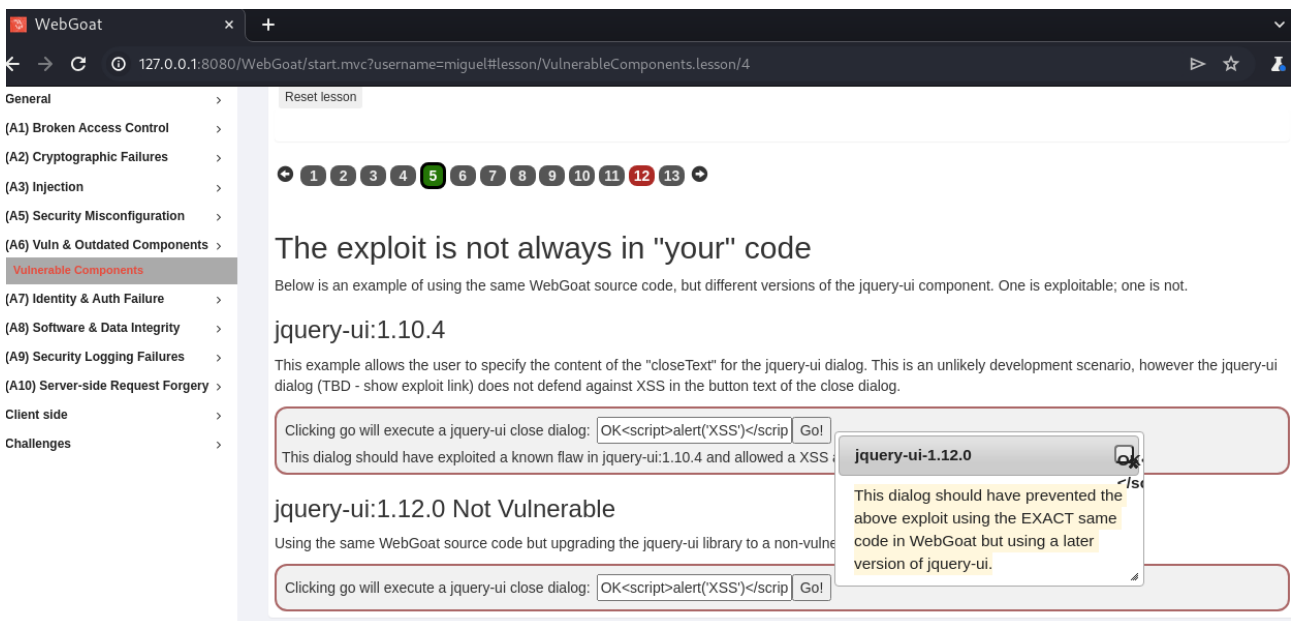 WebGoat
127.0.0.1:8080/WebGoat/start.mvc?username=miguel#lesson/VulnerableComponents.lesson/4
General
(A1) Broken Access Control
(A2) Cryptographic Failures
(A3) Injection
(A5) Security Misconfiguration
(A6) Vuln & Outdated Components
Vulnerable Components
(A7) Identity & Auth Failure
(A8) Software & Data Integrity
(A9) Security Logging Failures
(A10) Server-side Request Forgery
Client side
Challenges
Reset lesson
1 2 3 4 5 6 7 8 9 10 11 12 13
The exploit is not always in "your" code
Below is an example of using the same WebGoat source code, but different versions of the jquery-ui component. One is exploitable; one is not.
jquery-ui:1.10.4
This example allows the user to specify the content of the "closeText" for the jquery-ui dialog. This is an unlikely development scenario, however the jquery-ui
dialog (TBD - show exploit link) does not defend against XSS in the button text of the close dialog.
Clicking go will execute a jquery-ui close dialog: OK<script>alert('XSS')</scrip Go!
This dialog should have exploited a known flaw in jquery-ui:1.10.4 and allowed a XSS
jquery-ui:1.12.0 Not Vulnerable
Using the same WebGoat source code but upgrading the jquery-ui library to a non-vulne
Clicking go will execute a jquery-ui close dialog: OK<script>alert('XSS')</scrip Go!
jquery-ui-1.12.0
This dialog should have prevented the
above exploit using the EXACT same
code in WebGoat but using a later
version of jquery-ui.